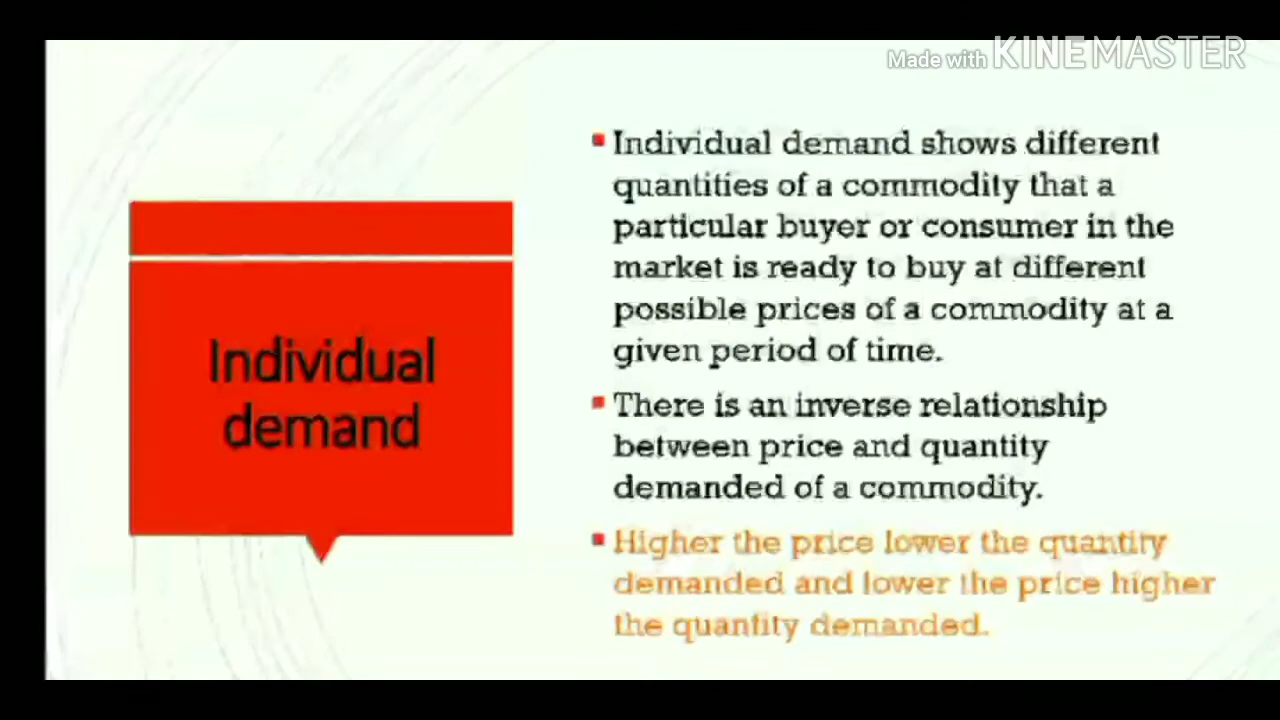 Made with KINEMASTER
Individual
demand
Individual demand shows different
quantities of a commodity that a
particular buyer or consumer in the
market is ready to buy at different
possible prices of a commodity at a
given period of time.
There is an inverse relationship
between price and quantity
demanded of a commodity.
Higher the price lower the quantity
demanded and lower the price higher
the quantity demanded.